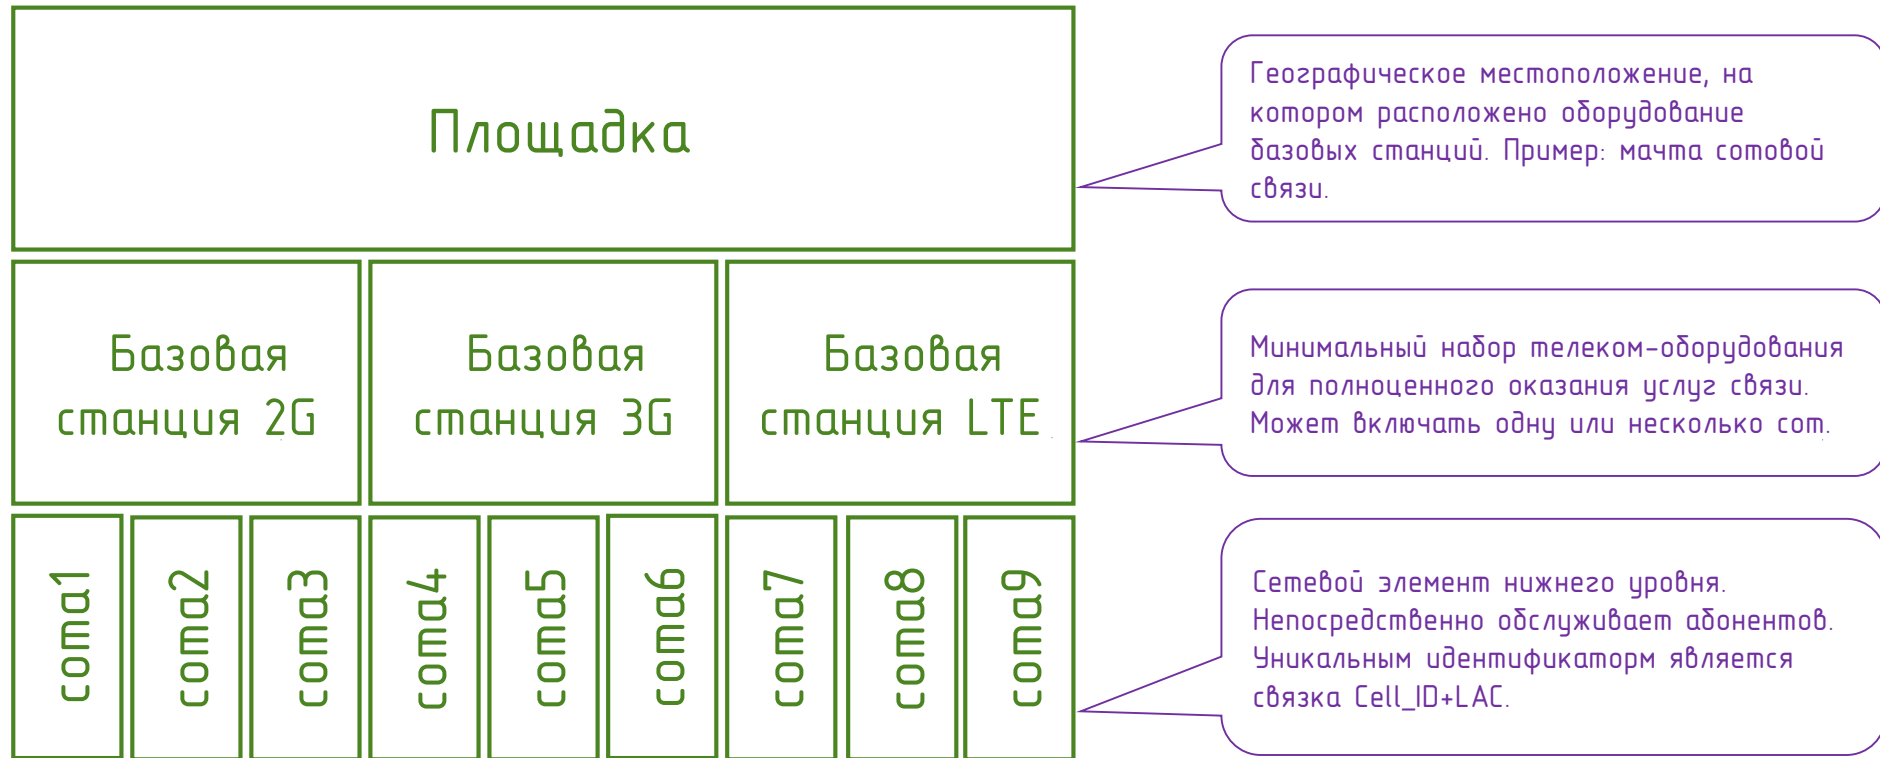 Площадка
Географическое местоположение, на
котором расположено оборудование
базовых станций. Пример: мачта сотовой
связи.
Базовая
станция 2G
Базовая
станция 3G
Базовая
станция LTE
Минимальный набор телеком-оборудования
для полноценного оказания услуг связи.
Может включать одну или несколько сот.
сота1
сота2
сота3
сота4
сота5
сота6
сота7
сота8
сота9
Сетевой элемент нижнего уровня.
Непосредственно обслуживает абонентов.
Уникальным идентификаторм является
связка Cell_ID+LAC.